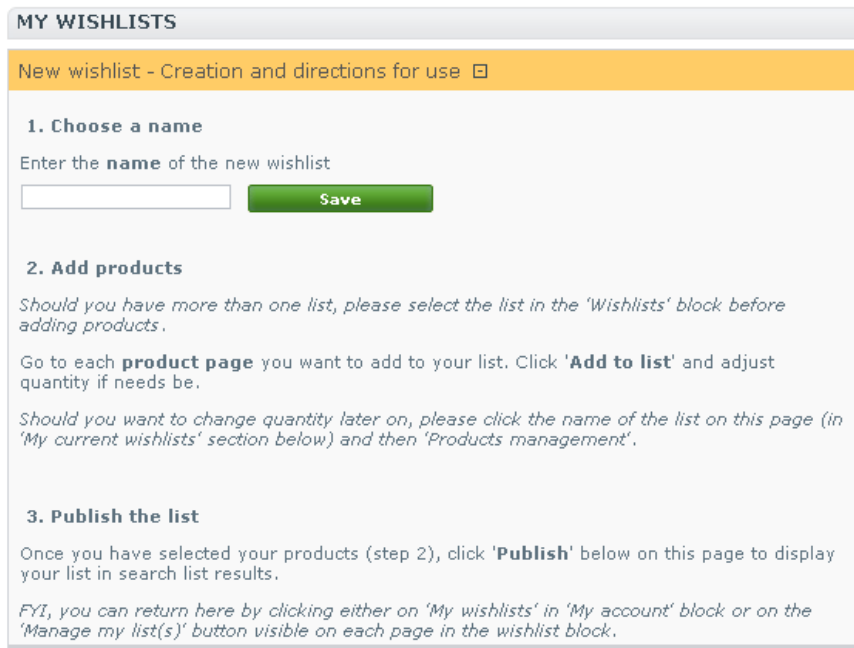 MY WISHLISTS
New wishlist - Creation and directions for use
1. Choose a name
Enter the name of the new wishlist
Save
2. Add products
Should you have more than one list, please select the list in the 'Wishlists' block before
adding products.
Go to each product page you want to add to your list. Click 'Add to list' and adjust
quantity if needs be.
Should you want to change quantity later on, please click the name of the list on this page (in
'My current wishlists' section below) and then 'Products management'.
3. Publish the list
Once you have selected your products (step 2), click 'Publish' below on this page to display
your list in search list results.
FYI, you can return here by clicking either on 'My wishlists' in 'My account' block or on the
'Manage my list(s)' button visible on each page in the wishlist block.